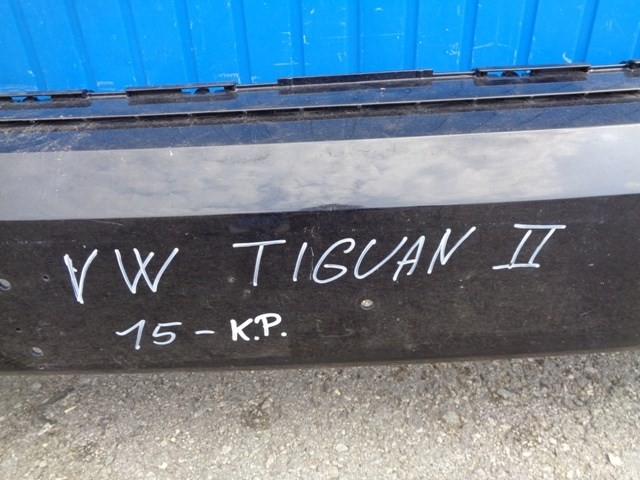 VW TIGUAN II
15 - K.P.